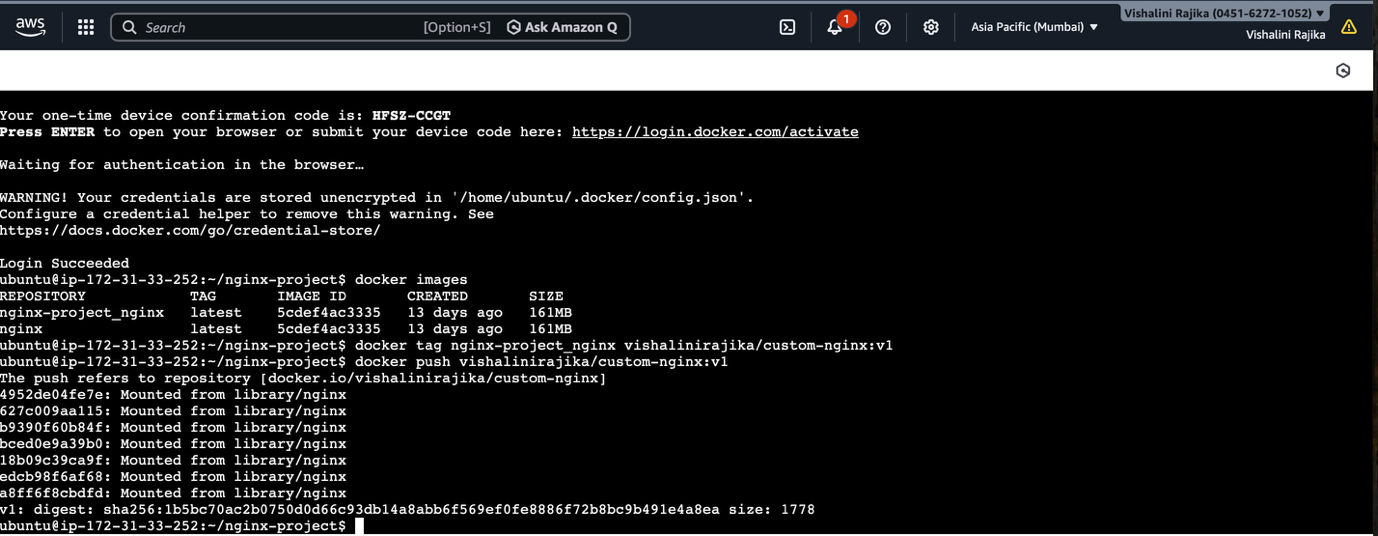 aws
Search [Option+S] Ask Amazon Q
1
Asia Pacific (Mumbai)
Vishalini Rajika (0451-6272-1052)
Vishalini Rajika
Your one-time device confirmation code is: HFSZ-CCGT
Press ENTER to open your browser or submit your device code here: https://login.docker.com/activate
Waiting for authentication in the browser…
WARNING! Your credentials are stored unencrypted in '/home/ubuntu/.docker/config.json'.
Configure a credential helper to remove this warning. See
https://docs.docker.com/go/credential-store/
Login Succeeded
ubuntu@ip-172-31-33-252:~/nginx-project$ docker images
REPOSITORY TAG IMAGE ID CREATED SIZE
nginx-project_nginx latest 5cdef4ac3335 13 days ago 161MB
nginx latest 5cdef4ac3335 13 days ago 161MB
ubuntu@ip-172-31-33-252:~/nginx-project$ docker tag nginx-project_nginx vishalinirajika/custom-nginx:v1
ubuntu@ip-172-31-33-252:~/nginx-project$ docker push vishalinirajika/custom-nginx:v1
The push refers to repository [docker.io/vishalinirajika/custom-nginx]
4952de04fe7e: Mounted from library/nginx
627c009aa115: Mounted from library/nginx
b9390f60b84f: Mounted from library/nginx
bced0e9a39b0: Mounted from library/nginx
18b09c39ca9f: Mounted from library/nginx
edcb98f6af68: Mounted from library/nginx
a8ff6f8cbdfd: Mounted from library/nginx
v1: digest: sha256:1b5bc70ac2b0750d0d66c93db14a8abb6f569ef0fe8886f72b8bc9b491e4a8ea size: 1778
ubuntu@ip-172-31-33-252:~/nginx-project$